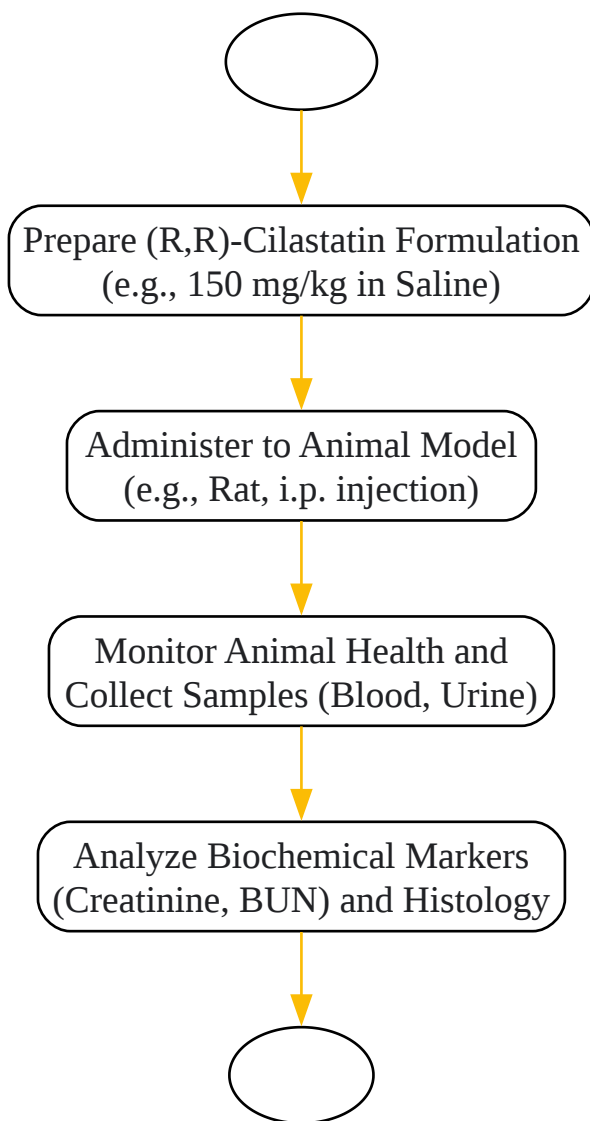 Prepare (R,R)-Cilastatin Formulation
(e.g., 150 mg/kg in Saline)
Administer to Animal Model
(e.g., Rat, i.p. injection)
Monitor Animal Health and
Collect Samples (Blood, Urine)
Analyze Biochemical Markers
(Creatinine, BUN) and Histology